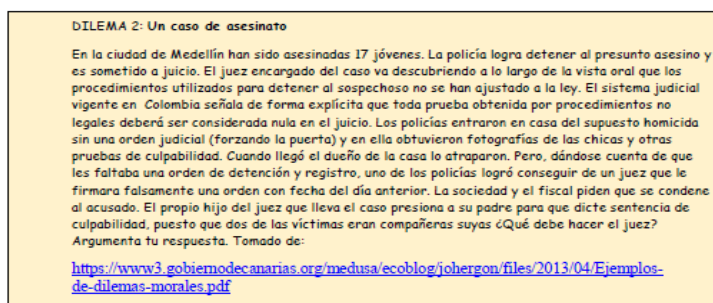 DILEMA 2: Un caso de asesinato
En la ciudad de Medellín han sido asesinadas 17 jóvenes. La policía logra detener al presunto asesino y
es sometido a juicio. El juez encargado del caso va descubriendo a lo largo de la vista oral que los
procedimientos utilizados para detener al sospechoso no se han ajustado a la ley. El sistema judicial
vigente en Colombia señala de forma explícita que toda prueba obtenida por procedimientos no
legales deberá ser considerada nula en el juicio. Los policías entraron en casa del supuesto homicida
sin una orden judicial (forzando la puerta) y en ella obtuvieron fotografías de las chicas y otras
pruebas de culpabilidad. Cuando llegó el dueño de la casa lo atraparon. Pero, dándose cuenta de que
les faltaba una orden de detención y registro, uno de los policías logró conseguir de un juez que le
firmara falsamente una orden con fecha del día anterior. La sociedad y el fiscal piden que se condene
al acusado. El propio hijo del juez que lleva el caso presiona a su padre para que dicte sentencia de
culpabilidad, puesto que dos de las víctimas eran compañeras suyas ¿Qué debe hacer el juez?
Argumenta tu respuesta. Tomado de:
https://www3.gobiernodecanarias.org/medusa/ecoblog/johergon/files/2013/04/Ejemplos-
de-dilemas-morales.pdf